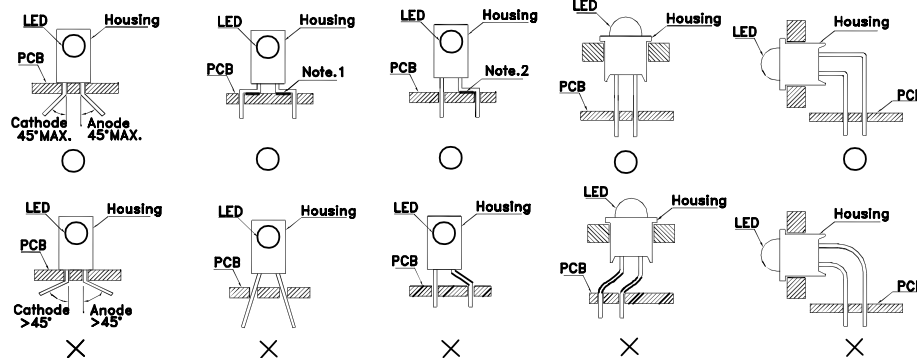 LED
Housing
PCB
Cathode
45°MAX.
Anode
45°MAX.
LED
Housing
PCB
Note.1
LED
Housing
PCB
Note.2
LED
Housing
PCB
LED
Housing
PCB
LED
Housing
PCB
Cathode
>45°
Anode
>45°
LED
Housing
PCB
LED
Housing
PCB
LED
Housing
PCB
LED
Housing
PCB